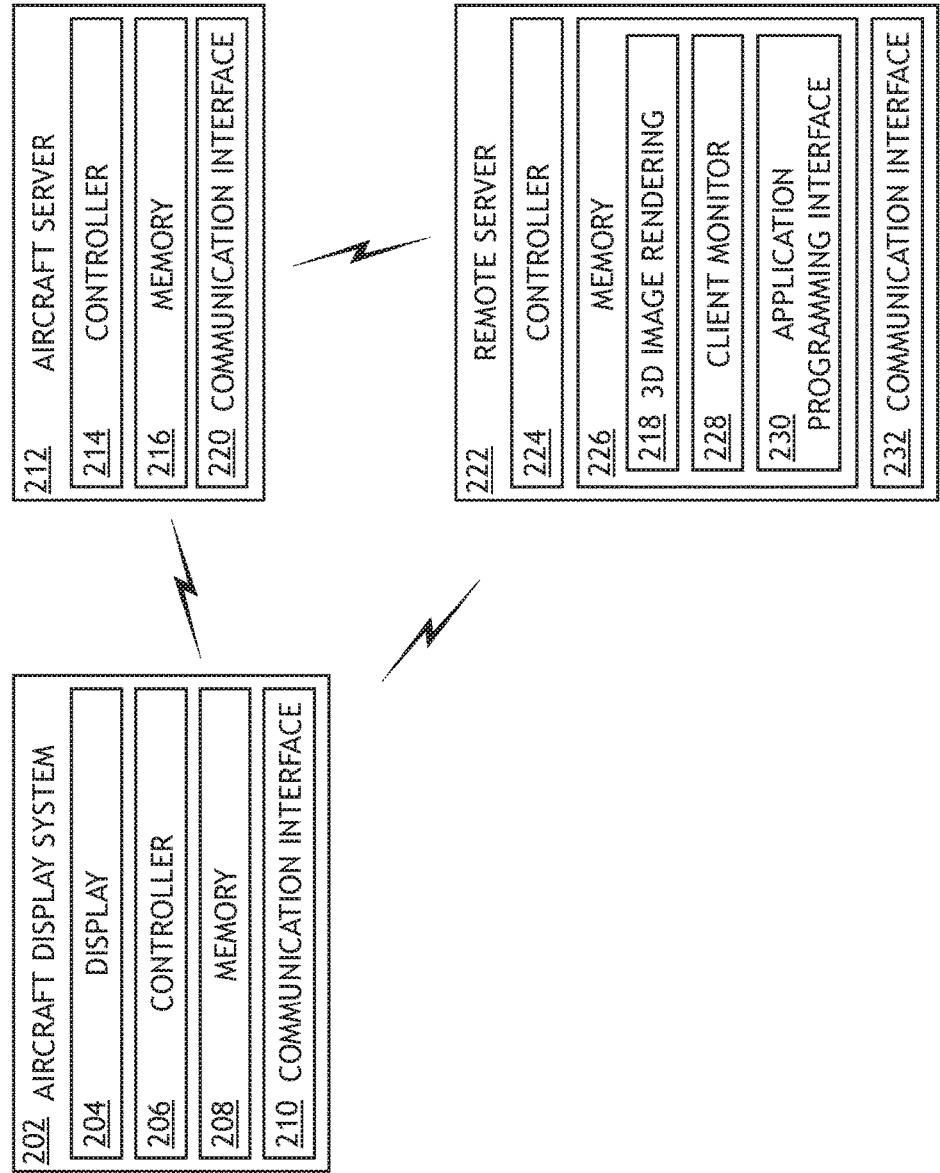 202 AIRCRAFT DISPLAY SYSTEM
204 DISPLAY
206 CONTROLLER
208 MEMORY
210 COMMUNICATION INTERFACE
212 AIRCRAFT SERVER
214 CONTROLLER
216 MEMORY
220 COMMUNICATION INTERFACE
222 REMOTE SERVER
224 CONTROLLER
226 MEMORY
218 3D IMAGE RENDERING
228 CLIENT MONITOR
230 APPLICATION
PROGRAMMING INTERFACE
232 COMMUNICATION INTERFACE